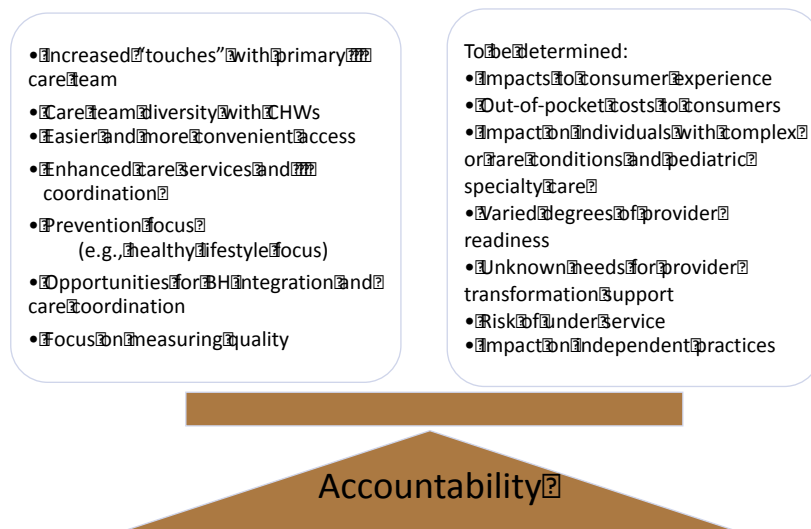 • Increased “touches” with primary
care team
• Care team diversity with CHWs
• Easier and more convenient access
• Enhanced care services and
coordination
• Prevention focus
(e.g., healthy lifestyle focus)
• Opportunities for BH integration and
care coordination
• Focus on measuring quality
To be determined:
• Impacts to consumer experience
• Out-of-pocket costs to consumers
• Impact on individuals with complex
or rare conditions and pediatric
specialty care
• Varied degrees of provider
readiness
• Unknown needs for provider
transformation support
• Risk of under service
• Impact on independent practices
Accountability